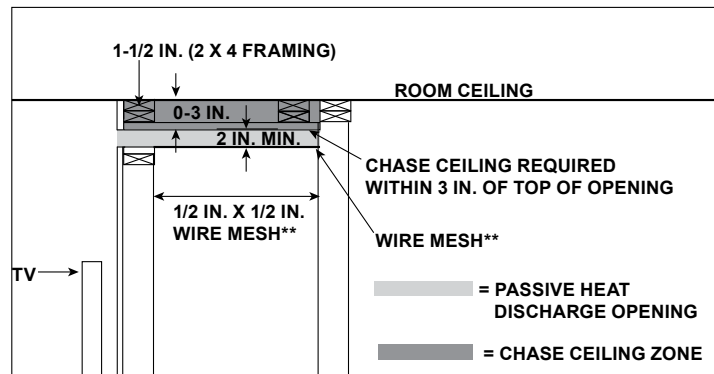 1-1/2 IN. (2 X 4 FRAMING)
ROOM CEILING
0-3 IN.
2 IN. MIN.
CHASE CEILING REQUIRED
WITHIN 3 IN. OF TOP OF OPENING
1/2 IN. X 1/2 IN.
WIRE MESH**
WIRE MESH**
TV
= PASSIVE HEAT
DISCHARGE OPENING
= CHASE CEILING ZONE